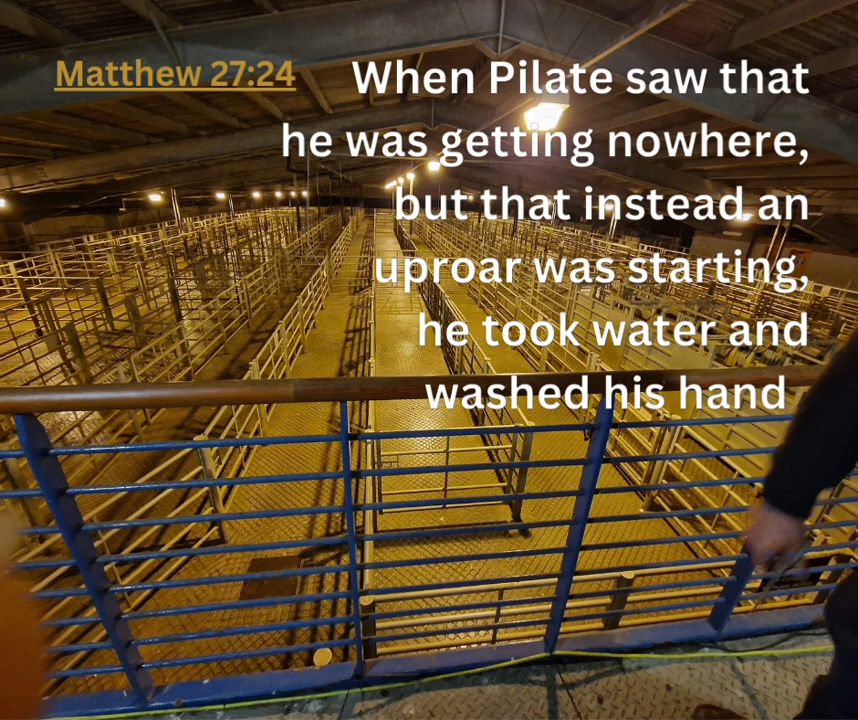 Matthew 27:24
When Pilate saw that
he was getting nowhere,
but that instead an
uproar was starting,
he took water and
washed his hand